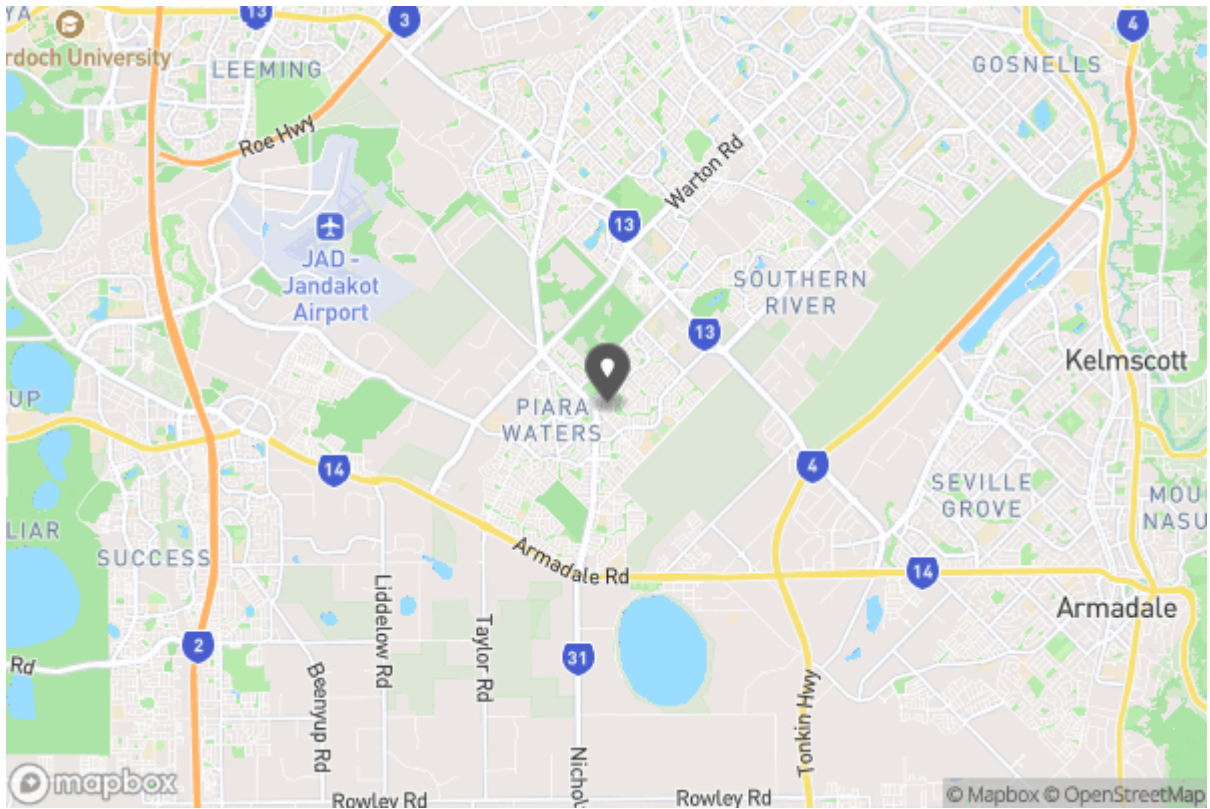 YA
13
3
4
rdoch University
LEEMING
GOSNELLS
Roe Hwy
Warton Rd
13
JAD -
Jandakot
Airport
SOUTHERN
RIVER
13
Kelmscott
UP
PIARA
WATERS
14
4
SEVILLE
GROVE
MOU
NASU
LIAR
SUCCESS
Armadale Rd
14
Liddelow Rd
Taylor Rd
Armadale
2
31
Rd
Beenyup Rd
Tonkin Hwy
Nichol
mapbox
Rowley Rd
Rowley Rd
© Mapbox © OpenStreetMap